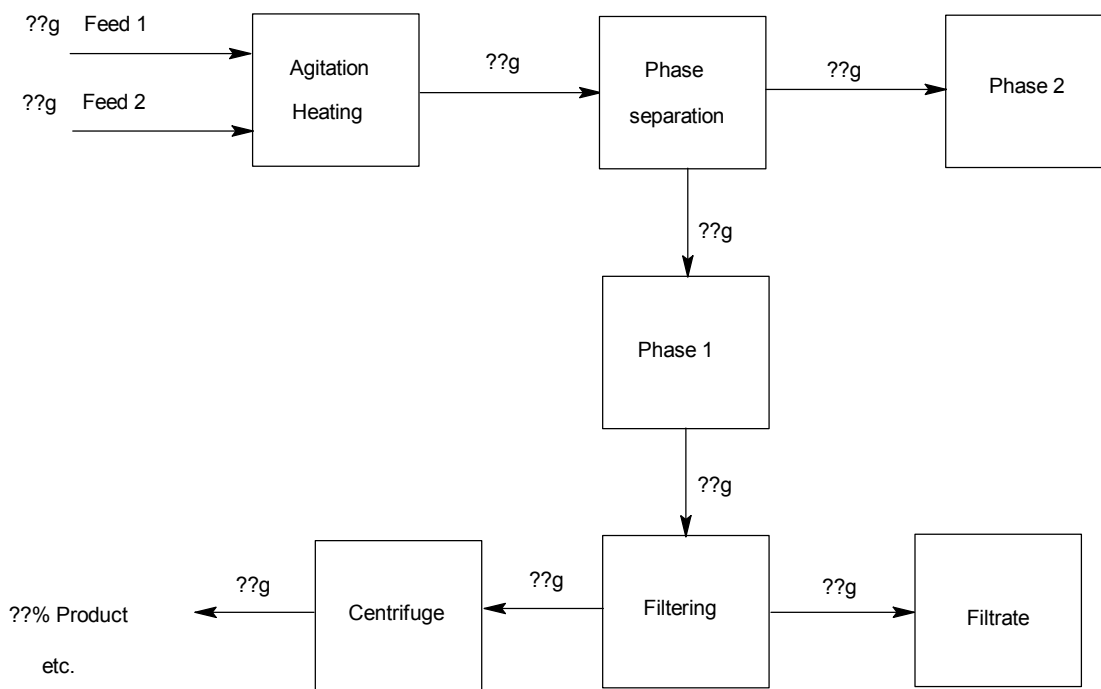 ??g Feed 1
Agitation
Heating
??g
Phase
separation
??g
Phase 2
??g Feed 2
??g
Phase 1
??g
??% Product
etc.
??g
Centrifuge
??g
Filtering
??g
Filtrate